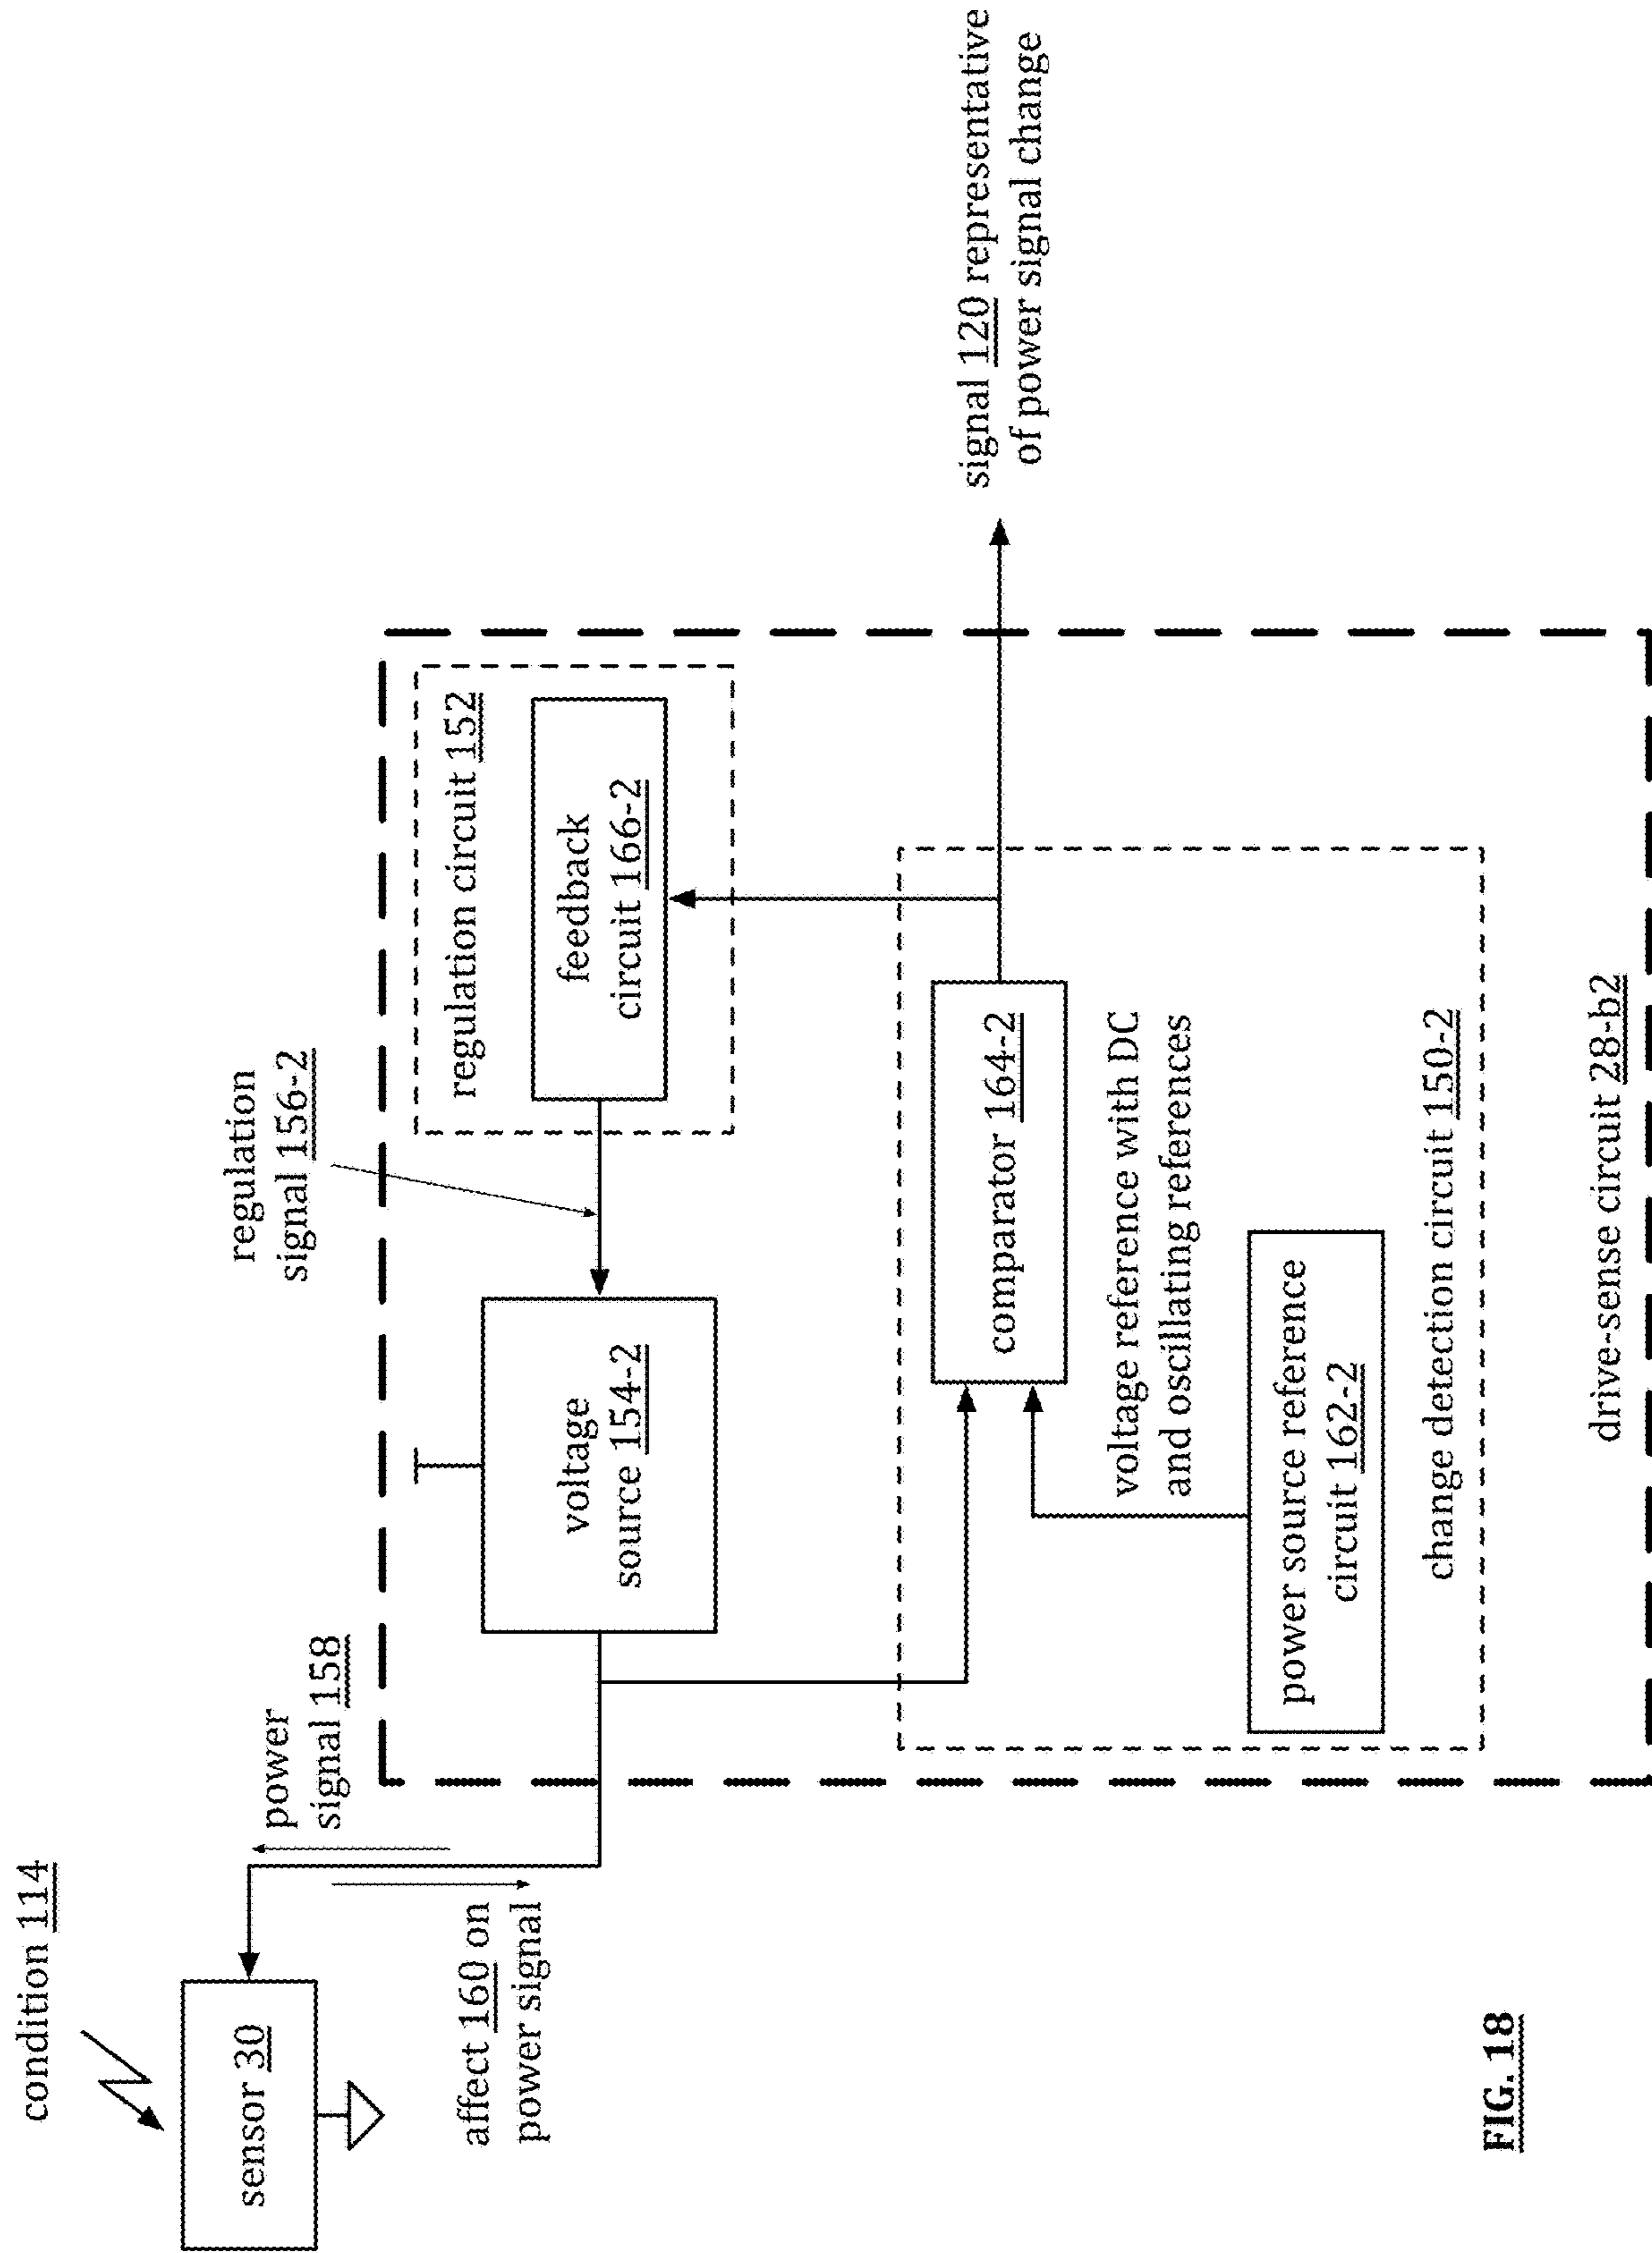 condition 114
sensor 30
affect 160 on
power signal
power
signal 158
regulation
signal 156-2
voltage
source 154-2
regulation circuit 152
feedback
circuit 166-2
comparator 164-2
voltage reference with DC
and oscillating references
power source reference
circuit 162-2
change detection circuit 150-2
drive-sense circuit 28-b2
signal 120 representative
of power signal change
FIG. 18